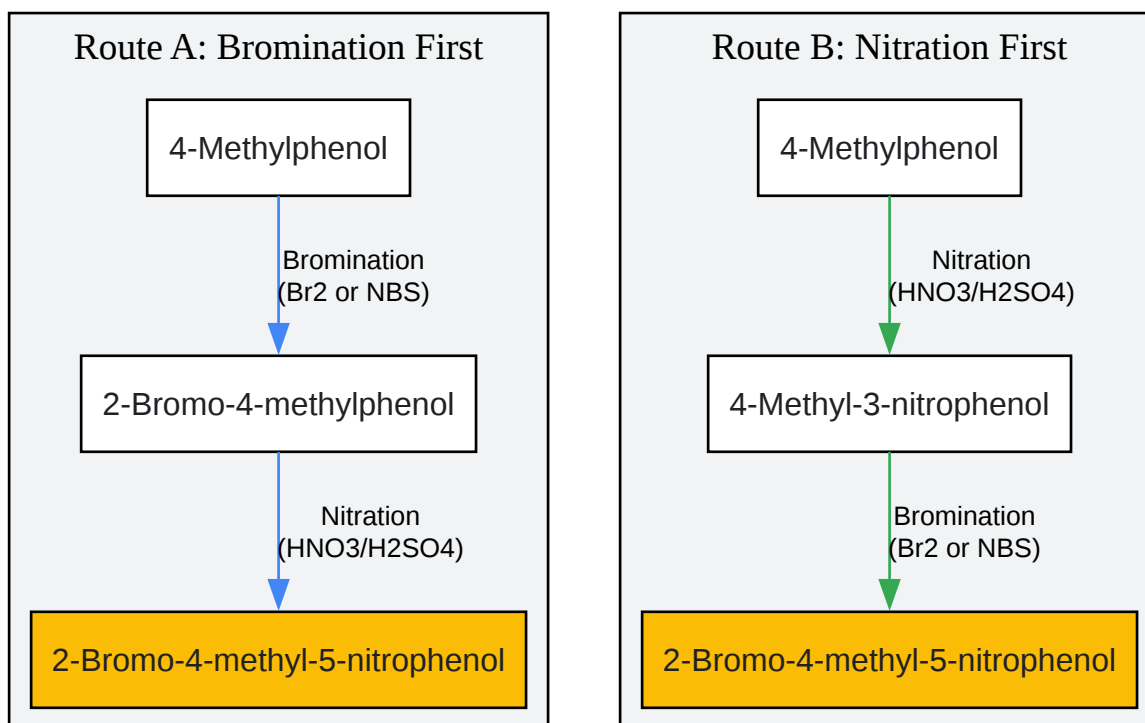 Route A: Bromination First
4-Methylphenol
Bromination
(Br2 or NBS)
2-Bromo-4-methylphenol
Nitration
(HNO3/H2SO4)
2-Bromo-4-methyl-5-nitrophenol
Route B: Nitration First
4-Methylphenol
Nitration
(HNO3/H2SO4)
4-Methyl-3-nitrophenol
Bromination
(Br2 or NBS)
2-Bromo-4-methyl-5-nitrophenol